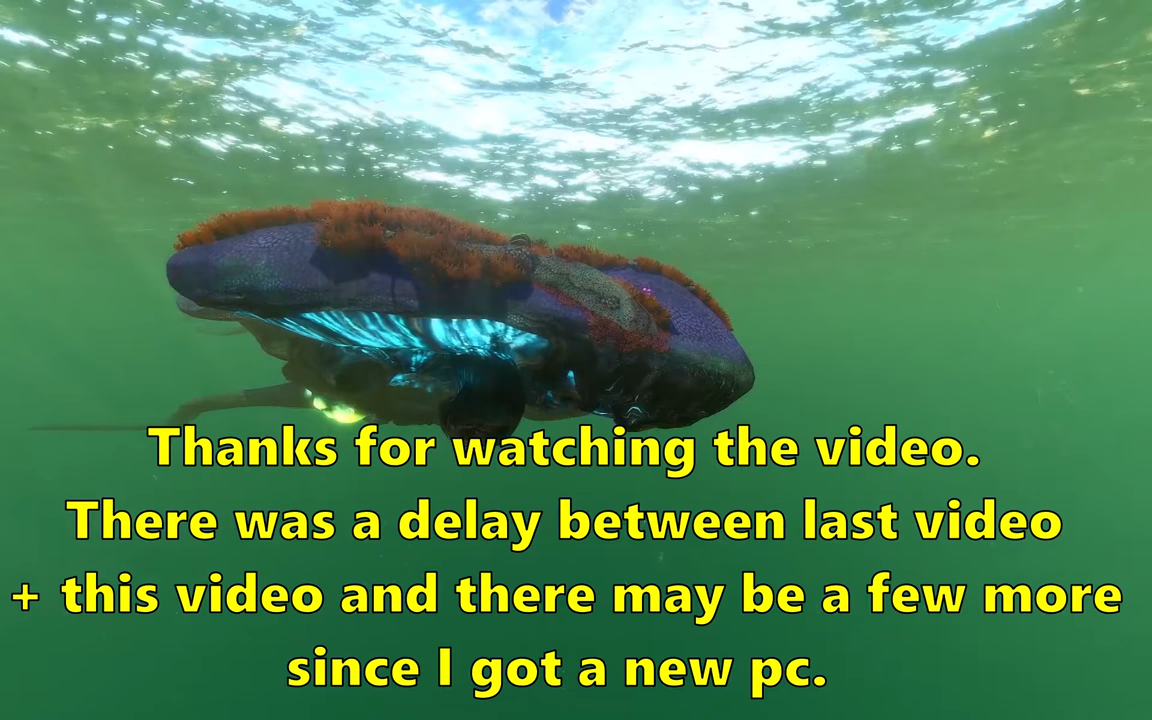 Thanks for watching the video.
There was a delay between last video
+ this video and there may be a few more
since I got a new pc.